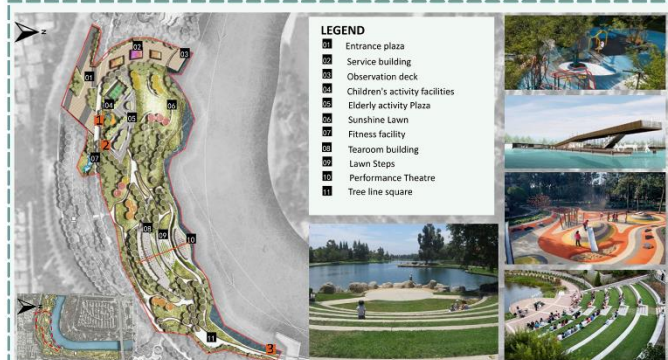 LEGEND
01 Entrance plaza
02 Service building
03 Observation deck
04 Children's activity facilities
05 Elderly activity Plaza
06 Sunshine Lawn
07 Fitness facility
08 Tearoom building
09 Lawn Steps
10 Performance Theatre
11 Tree line square
N
01
02
03
04
05
06
1
2
07
08
09
10
11
3